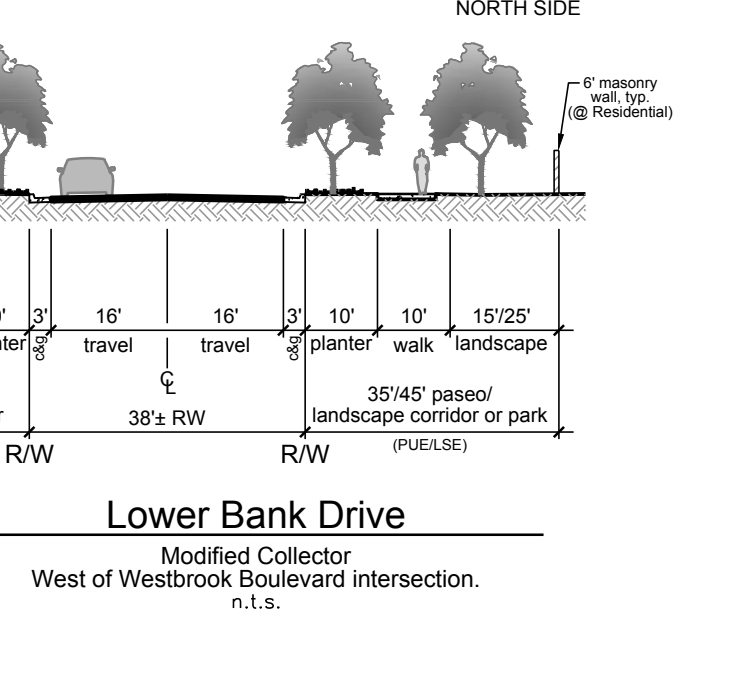 NORTH SIDE
6' masonry
wall, typ.
(@ Residential)
3' 16' 16' 3' 10' 10' 15'/25'
c&g travel travel c&g planter walk landscape
℄
35'/45' paseo/
38'± RW landscape corridor or park
R/W R/W (PUE/LSE)
Lower Bank Drive
Modified Collector
West of Westbrook Boulevard intersection.
n.t.s.